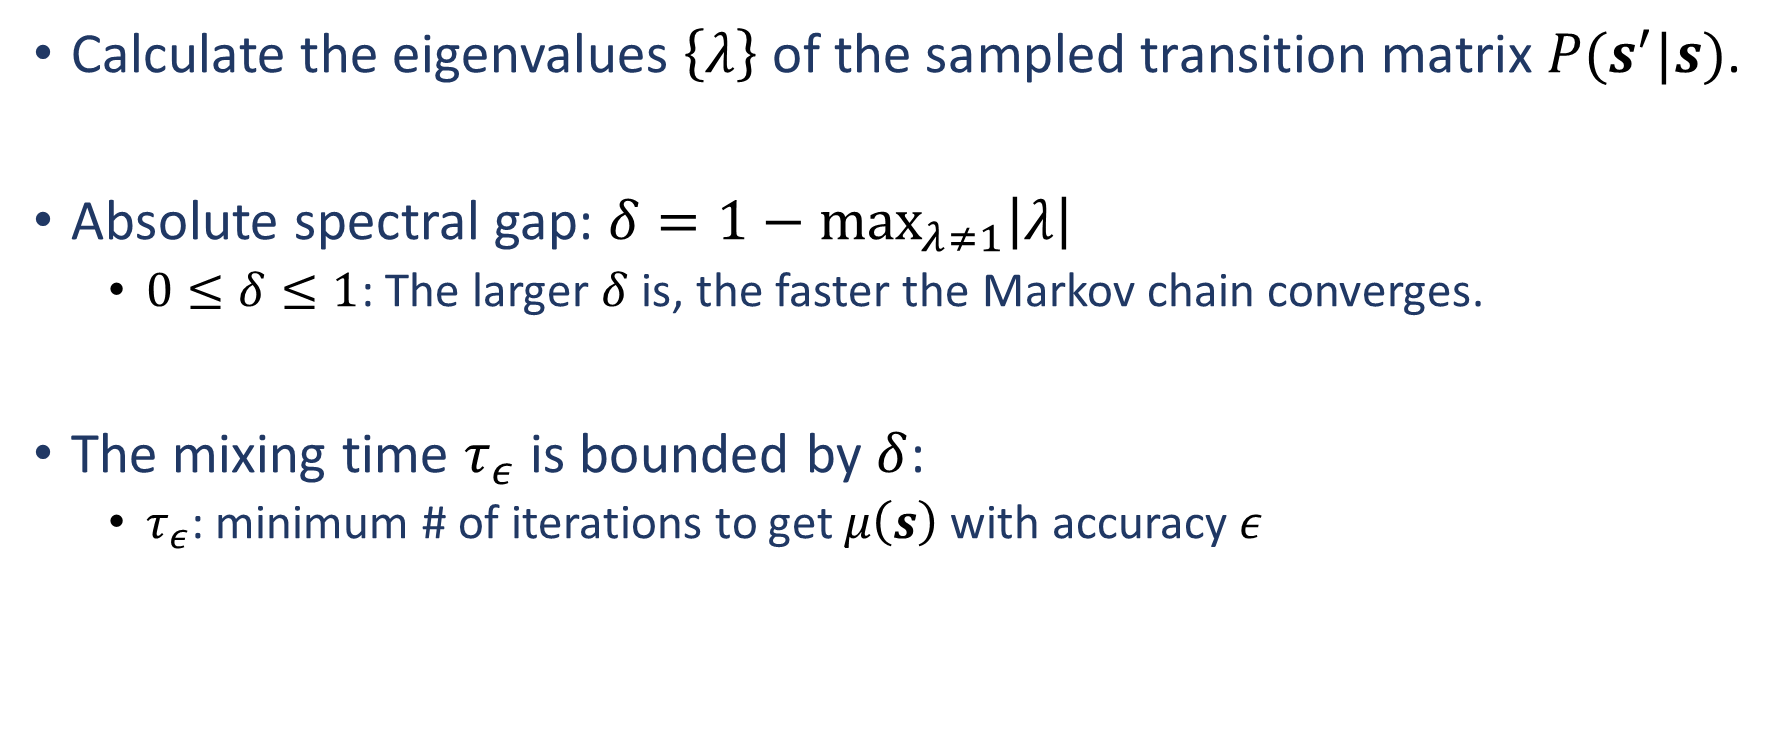 • Calculate the eigenvalues {λ} of the sampled transition matrix P(s′|s).
• Absolute spectral gap: δ = 1 − max_{λ≠1}|λ|
• 0 ≤ δ ≤ 1: The larger δ is, the faster the Markov chain converges.
• The mixing time τ_ϵ is bounded by δ:
• τ_ϵ: minimum # of iterations to get μ(s) with accuracy ϵ